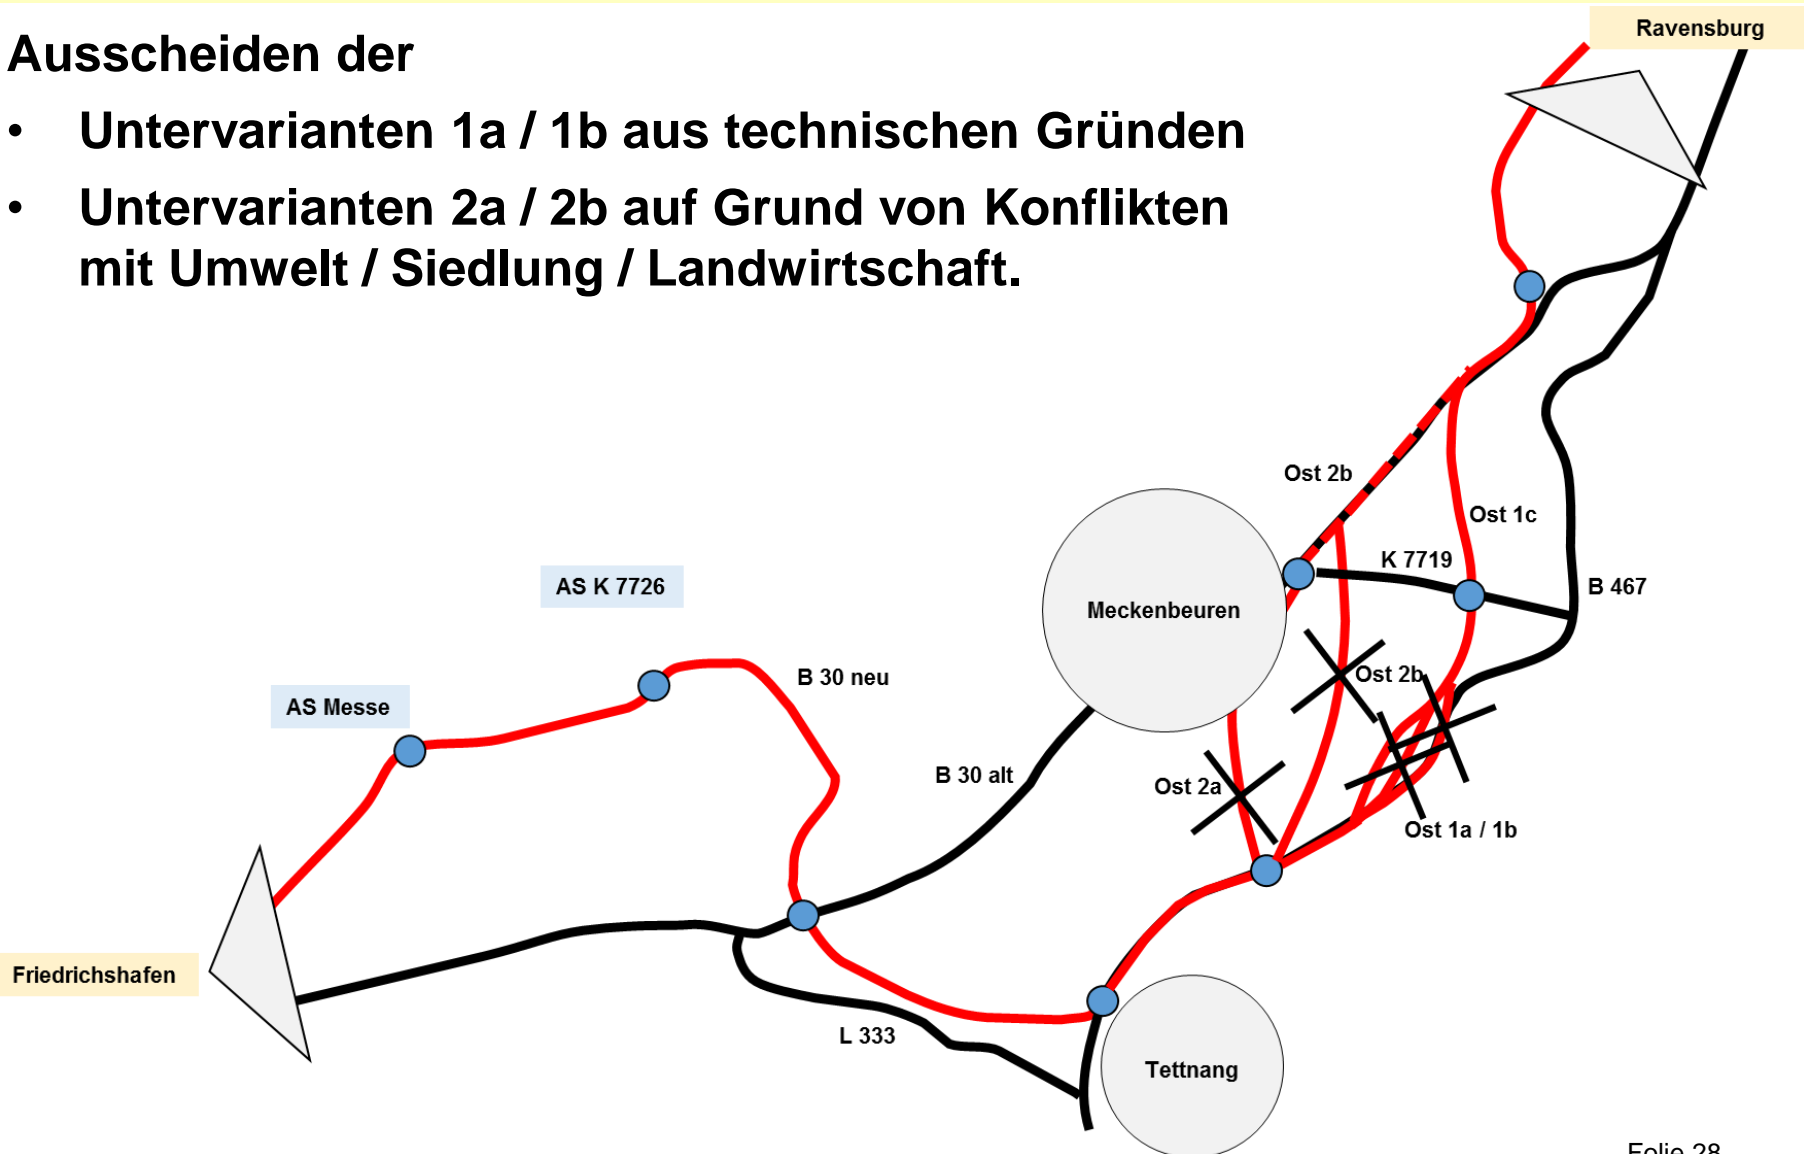 Ravensburg
Ausscheiden der
• Untervarianten 1a / 1b aus technischen Gründen
• Untervarianten 2a / 2b auf Grund von Konflikten
mit Umwelt / Siedlung / Landwirtschaft.
Ost 2b
Ost 1c
K 7719
AS K 7726
B 467
Meckenbeuren
B 30 neu
Ost 2b
AS Messe
B 30 alt
Ost 2a
Ost 1a / 1b
Friedrichshafen
L 333
Tettnang
Folie 28